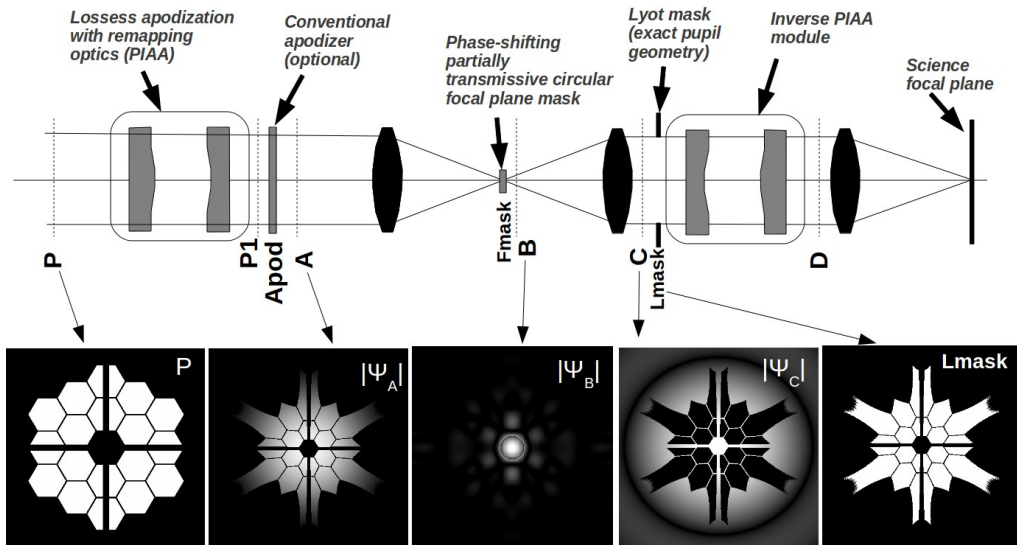 Lossess apodization
with remapping
optics (PIAA)
Conventional
apodizer
(optional)
Phase-shifting
partially
transmissive circular
focal plane mask
Lyot mask
(exact pupil
geometry)
Inverse PIAA
module
Science
focal plane
P
P1
Apod
A
Fmask
B
C
Lmask
D
P
|Ψ_A|
|Ψ_B|
|Ψ_C|
Lmask